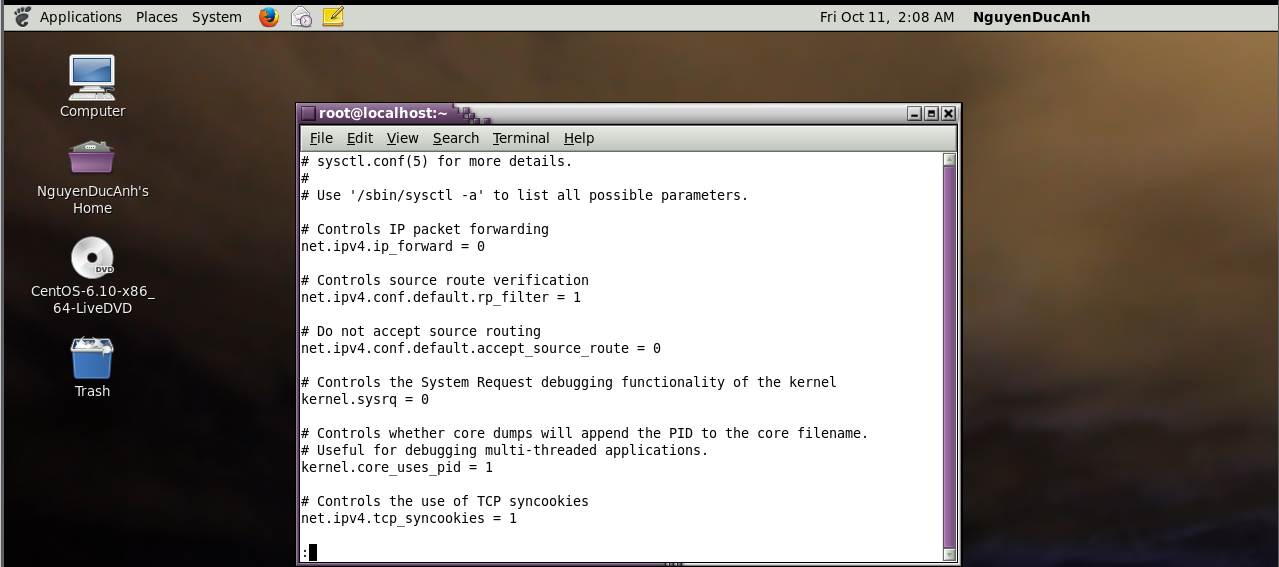 Applications Places System
Fri Oct 11, 2:08 AM NguyenDucAnh
Computer
NguyenDucAnh's
Home
DVD
CentOS-6.10-x86_
64-LiveDVD
Trash
root@localhost:~
File Edit View Search Terminal Help
# sysctl.conf(5) for more details.
#
# Use '/sbin/sysctl -a' to list all possible parameters.
# Controls IP packet forwarding
net.ipv4.ip_forward = 0
# Controls source route verification
net.ipv4.conf.default.rp_filter = 1
# Do not accept source routing
net.ipv4.conf.default.accept_source_route = 0
# Controls the System Request debugging functionality of the kernel
kernel.sysrq = 0
# Controls whether core dumps will append the PID to the core filename.
# Useful for debugging multi-threaded applications.
kernel.core_uses_pid = 1
# Controls the use of TCP syncookies
net.ipv4.tcp_syncookies = 1
: